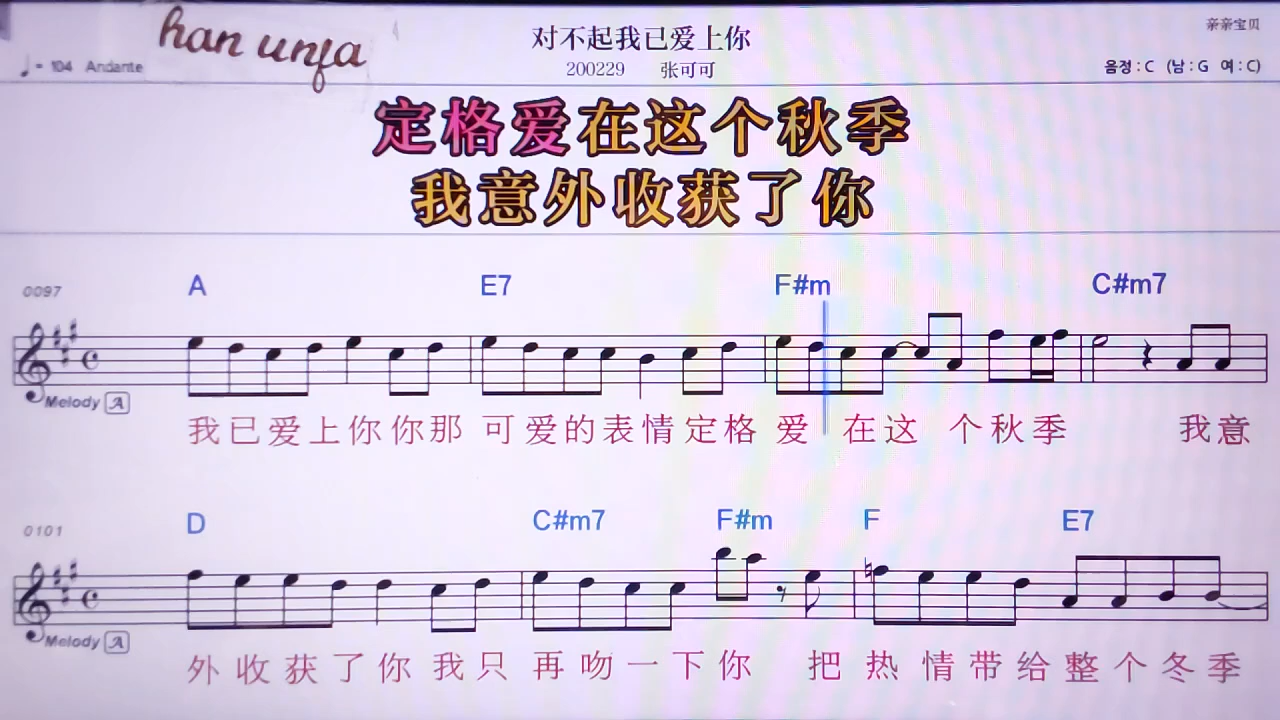 han unfa
对不起我已爱上你
亲亲宝贝
♩= 104 Andante
200229 张可可
음정 : C (남 : G 여 : C)
定格爱在这个秋季
我意外收获了你
0097
A E7 F#m C#m7
Melody A
我已爱上你你那可爱的表情定格爱在这个秋季 我意
0101
D C#m7 F#m F E7
Melody A
外收获了你我只再吻一下你 把热情带给整个冬季